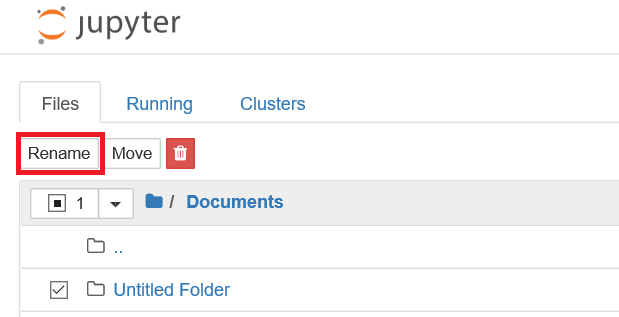 jupyter
Files Running Clusters
Rename Move
1 / Documents
..
Untitled Folder